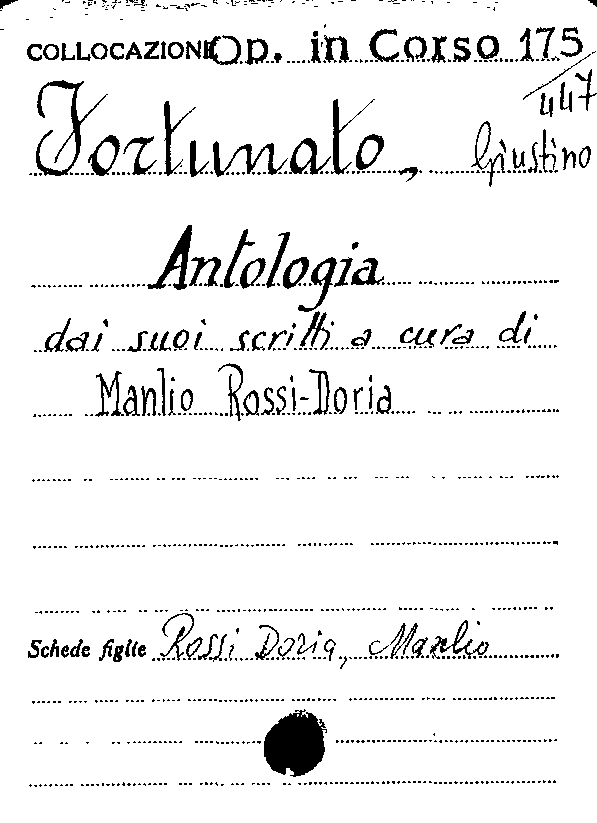 COLLOCAZIONE Op. in Corso 175/447
Fortunato, Giustino
Antologia
dai suoi scritti a cura di
Manlio Rossi-Doria
Schede figlie Rossi Doria, Manlio